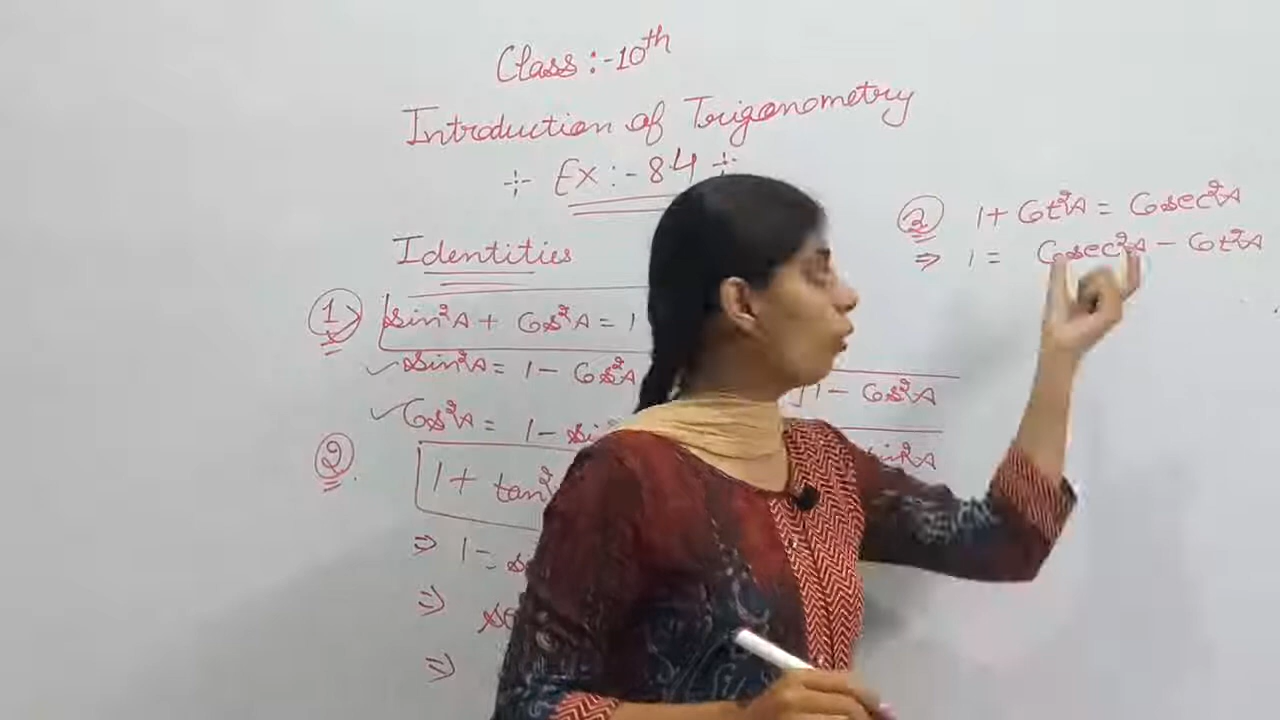 Class :- 10th
Introduction of Trigonometry
Ex :- 8.4
Identities
① sin²A + Cos²A = 1
sin²A = 1 - Cos²A
1 - Cos²A
Cos²A = 1 - sin
sin²A
② 1 + tan²
⇒ 1 =
⇒
⇒
② 1 + Cot²A = Cosec²A
⇒ 1 = Cosec²A - Cot²A